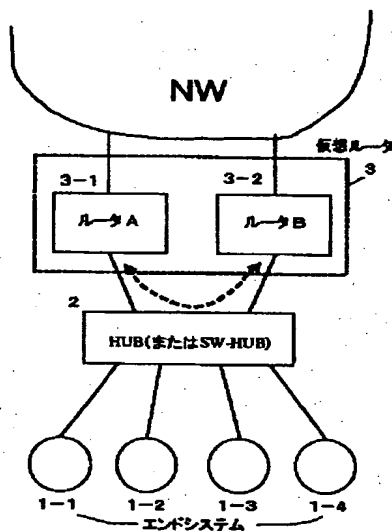 NW
仮想ルータ
3
3-1
3-2
ルータA
ルータB
2
HUB(またはSW-HUB)
1-1
1-2
1-3
1-4
エンドシステム